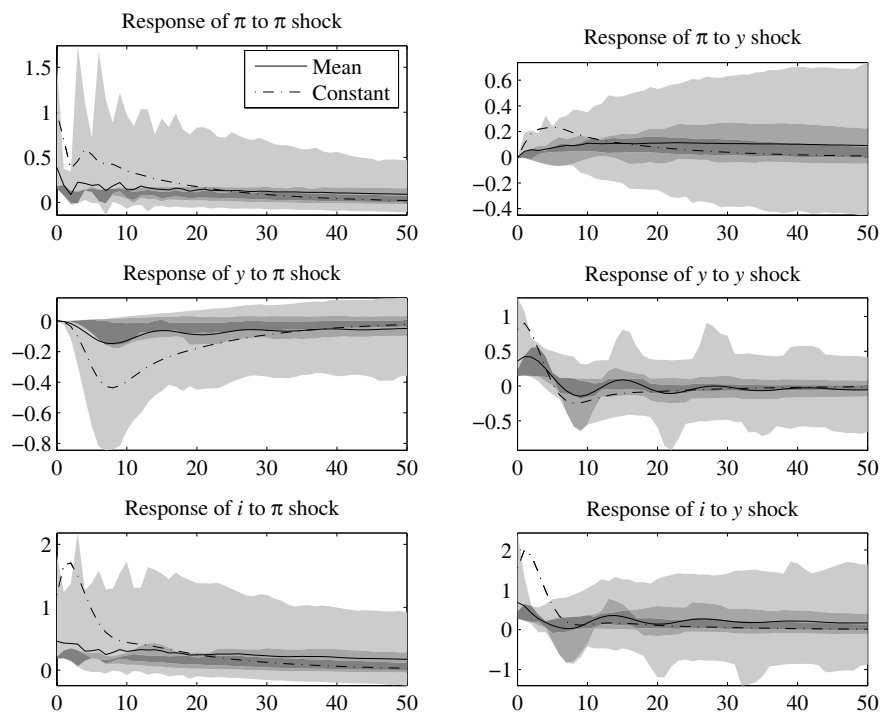 Response of π to π shock
Mean
Constant
1.5
1
0.5
0
0 10 20 30 40 50
Response of π to y shock
0.6
0.4
0.2
0
−0.2
−0.4
0 10 20 30 40 50
Response of y to π shock
0
−0.2
−0.4
−0.6
−0.8
0 10 20 30 40 50
Response of y to y shock
1
0.5
0
−0.5
0 10 20 30 40 50
Response of i to π shock
2
1
0
0 10 20 30 40 50
Response of i to y shock
2
1
0
−1
0 10 20 30 40 50